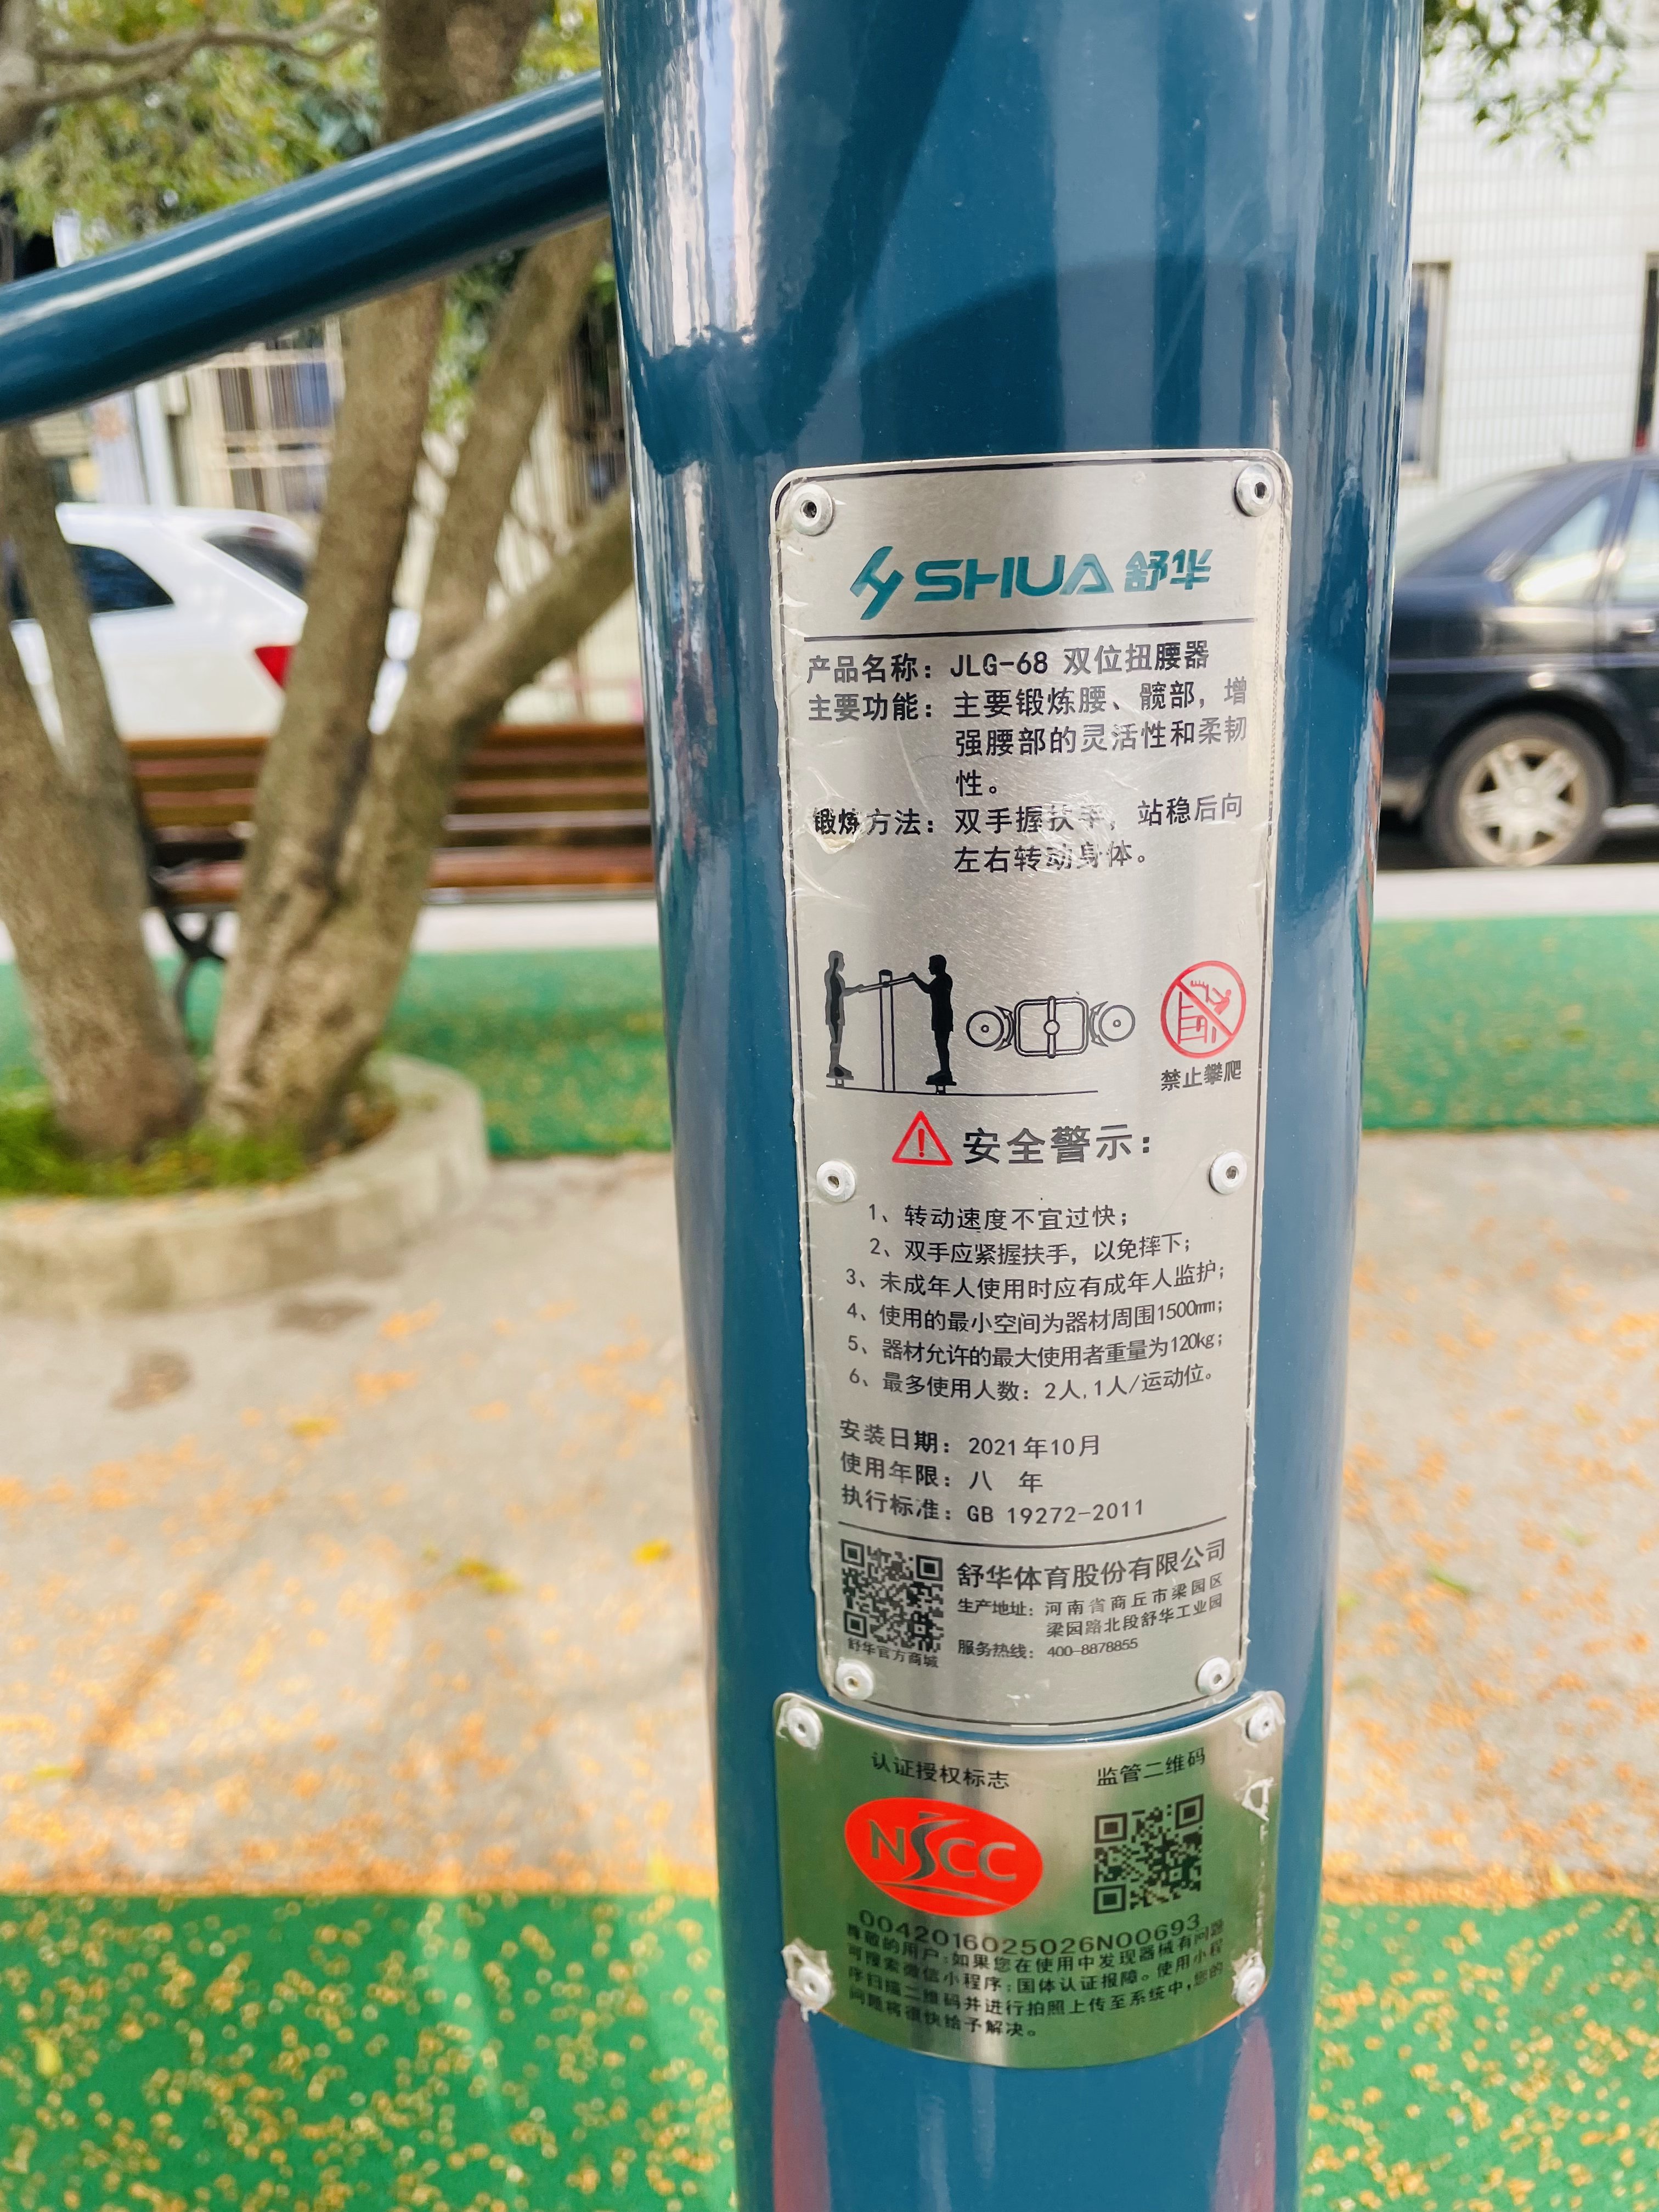 SHUA 舒华
产品名称：JLG-68 双位扭腰器
主要功能：主要锻炼腰、髋部，增
强腰部的灵活性和柔韧
性。
锻炼方法：双手握扶手，站稳后向
左右转动身体。
禁止攀爬
安全警示：
1、转动速度不宜过快；
2、双手应紧握扶手，以免摔下；
3、未成年人使用时应有成年人监护；
4、使用的最小空间为器材周围1500mm；
5、器材允许的最大使用者重量为120kg；
6、最多使用人数：2人,1人/运动位。
安装日期：2021年10月
使用年限：八 年
执行标准：GB 19272-2011
舒华体育股份有限公司
生产地址：河南省商丘市梁园区
梁园路北段舒华工业园
服务热线：400-8878855
舒华官方商城
认证授权标志 监管二维码
NSCC
0042016025026N00693
尊敬的用户:如果您在使用中发现器械有问题
可搜索微信小程序:国体认证报障。使用小程
序扫描二维码并进行拍照上传至系统中,您的
问题将很快给予解决。